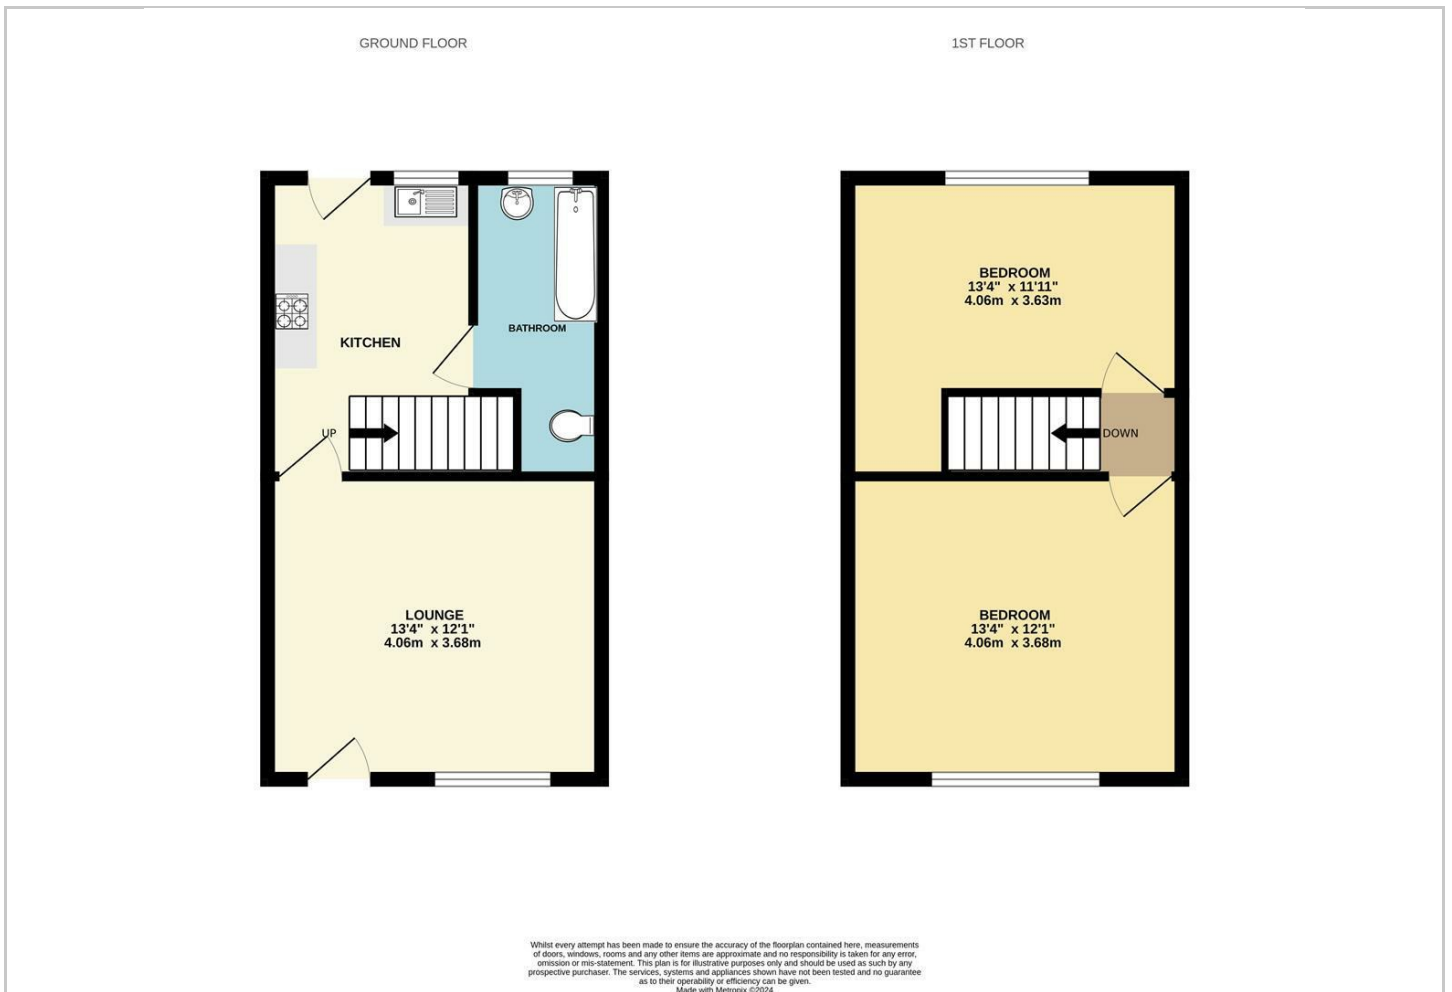 GROUND FLOOR
1ST FLOOR
KITCHEN
BATHROOM
UP
LOUNGE
13'4" x 12'1"
4.06m x 3.68m
BEDROOM
13'4" x 11'11"
4.06m x 3.63m
DOWN
BEDROOM
13'4" x 12'1"
4.06m x 3.68m
Whilst every attempt has been made to ensure the accuracy of the floorplan contained here, measurements
of doors, windows, rooms and any other items are approximate and no responsibility is taken for any error,
omission or mis-statement. This plan is for illustrative purposes only and should be used as such by any
prospective purchaser. The services, systems and appliances shown have not been tested and no guarantee
as to their operability or efficiency can be given.
Made with Metropix ©2024